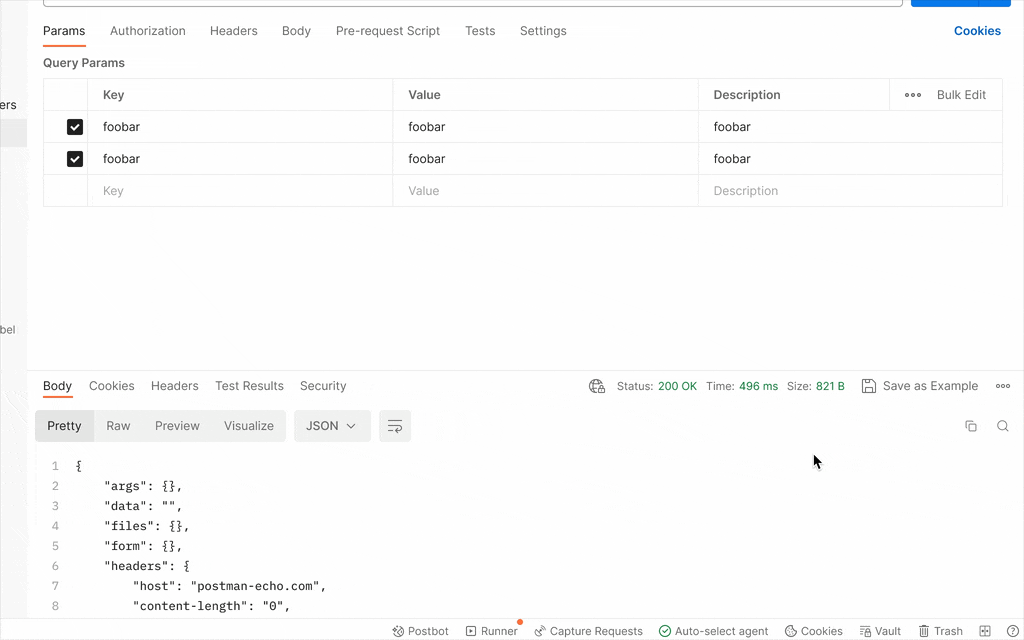 Params Authorization Headers Body Pre-request Script Tests Settings Cookies
Query Params
Key Value Description Bulk Edit
ers
foobar foobar foobar
foobar foobar foobar
Key Value Description
bel
Body Cookies Headers Test Results Security Status: 200 OK Time: 496 ms Size: 821 B Save as Example
Pretty Raw Preview Visualize JSON
1 {
2 "args": {},
3 "data": "",
4 "files": {},
5 "form": {},
6 "headers": {
7 "host": "postman-echo.com",
8 "content-length": "0",
Postbot Runner Capture Requests Auto-select agent Cookies Vault Trash